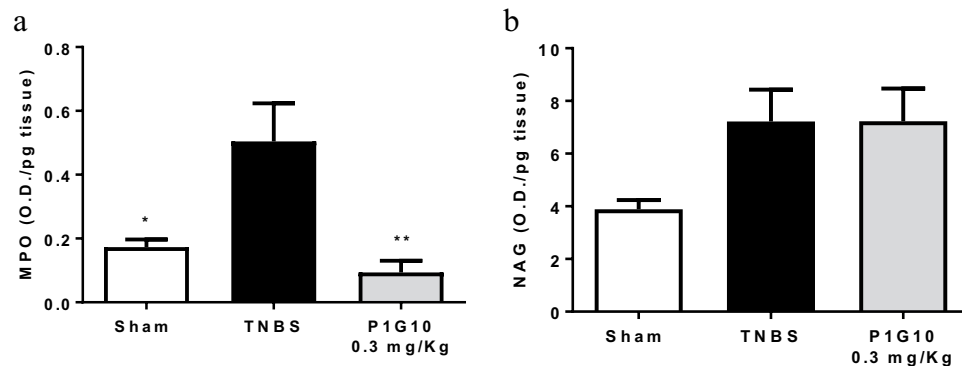 a
MPO (O.D./pg tissue)
0.8
0.6
0.4
0.2
0.0
*
**
Sham
TNBS
P1G10
0.3 mg/Kg
b
NAG (O.D./pg tissue)
10
8
6
4
2
0
Sham
TNBS
P1G10
0.3 mg/Kg